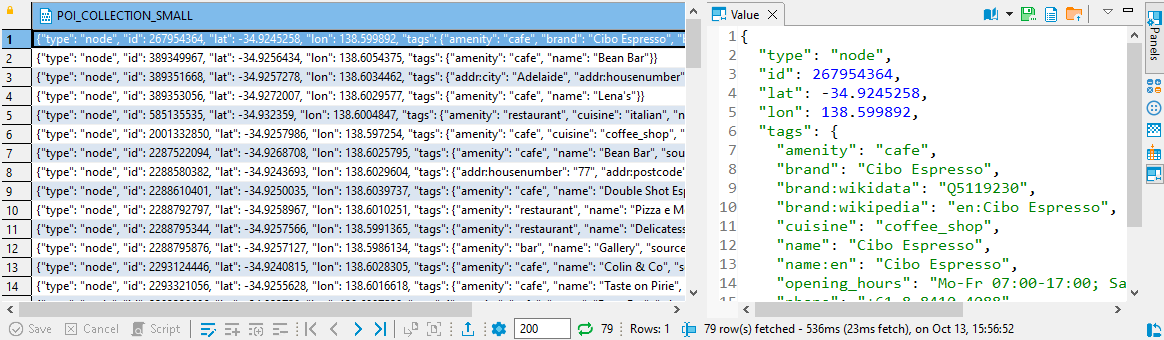 POI_COLLECTION_SMALL
1 {"type": "node", "id": 267954364, "lat": -34.9245258, "lon": 138.599892, "tags": {"amenity": "cafe", "brand": "Cibo Espresso", "
2 {"type": "node", "id": 389349967, "lat": -34.9256434, "lon": 138.6054375, "tags": {"amenity": "cafe", "name": "Bean Bar"}}
3 {"type": "node", "id": 389351668, "lat": -34.9257278, "lon": 138.6034462, "tags": {"addr:city": "Adelaide", "addr:housenumber"
4 {"type": "node", "id": 389353056, "lat": -34.9272007, "lon": 138.6029577, "tags": {"amenity": "cafe", "name": "Lena's"}}
5 {"type": "node", "id": 585135535, "lat": -34.932359, "lon": 138.6004847, "tags": {"amenity": "restaurant", "cuisine": "italian", "n
6 {"type": "node", "id": 2001332850, "lat": -34.9257986, "lon": 138.597254, "tags": {"amenity": "cafe", "cuisine": "coffee_shop",
7 {"type": "node", "id": 2287522094, "lat": -34.9268708, "lon": 138.6025795, "tags": {"amenity": "cafe", "name": "Bean Bar", "sou
8 {"type": "node", "id": 2288580382, "lat": -34.9243693, "lon": 138.6029604, "tags": {"addr:housenumber": "77", "addr:postcode"
9 {"type": "node", "id": 2288610401, "lat": -34.9250035, "lon": 138.6039737, "tags": {"amenity": "cafe", "name": "Double Shot Esp
10 {"type": "node", "id": 2288792797, "lat": -34.9258967, "lon": 138.6010251, "tags": {"amenity": "restaurant", "name": "Pizza e M
11 {"type": "node", "id": 2288795344, "lat": -34.9257566, "lon": 138.5991365, "tags": {"amenity": "restaurant", "name": "Delicatess
12 {"type": "node", "id": 2288795876, "lat": -34.9257127, "lon": 138.5986134, "tags": {"amenity": "bar", "name": "Gallery", "source
13 {"type": "node", "id": 2293124446, "lat": -34.9240815, "lon": 138.6028305, "tags": {"amenity": "cafe", "name": "Colin & Co", "s
14 {"type": "node", "id": 2293321056, "lat": -34.9255628, "lon": 138.6016618, "tags": {"amenity": "cafe", "name": "Taste on Pirie",
Value
1 {
2 "type": "node",
3 "id": 267954364,
4 "lat": -34.9245258,
5 "lon": 138.599892,
6 "tags": {
7 "amenity": "cafe",
8 "brand": "Cibo Espresso",
9 "brand:wikidata": "Q5119230",
10 "brand:wikipedia": "en:Cibo Espresso",
11 "cuisine": "coffee_shop",
12 "name": "Cibo Espresso",
13 "name:en": "Cibo Espresso",
14 "opening_hours": "Mo-Fr 07:00-17:00; Sa
Panels
Save Cancel Script 200 79 Rows: 1 79 row(s) fetched - 536ms (23ms fetch), on Oct 13, 15:56:52